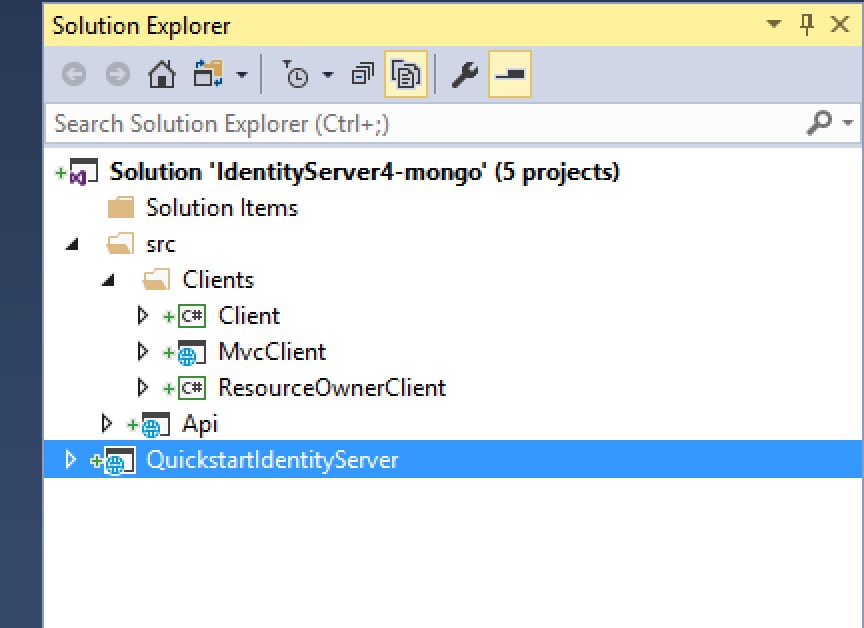 Solution Explorer
Search Solution Explorer (Ctrl+;)
Solution 'IdentityServer4-mongo' (5 projects)
Solution Items
src
Clients
C# Client
MvcClient
C# ResourceOwnerClient
Api
QuickstartIdentityServer